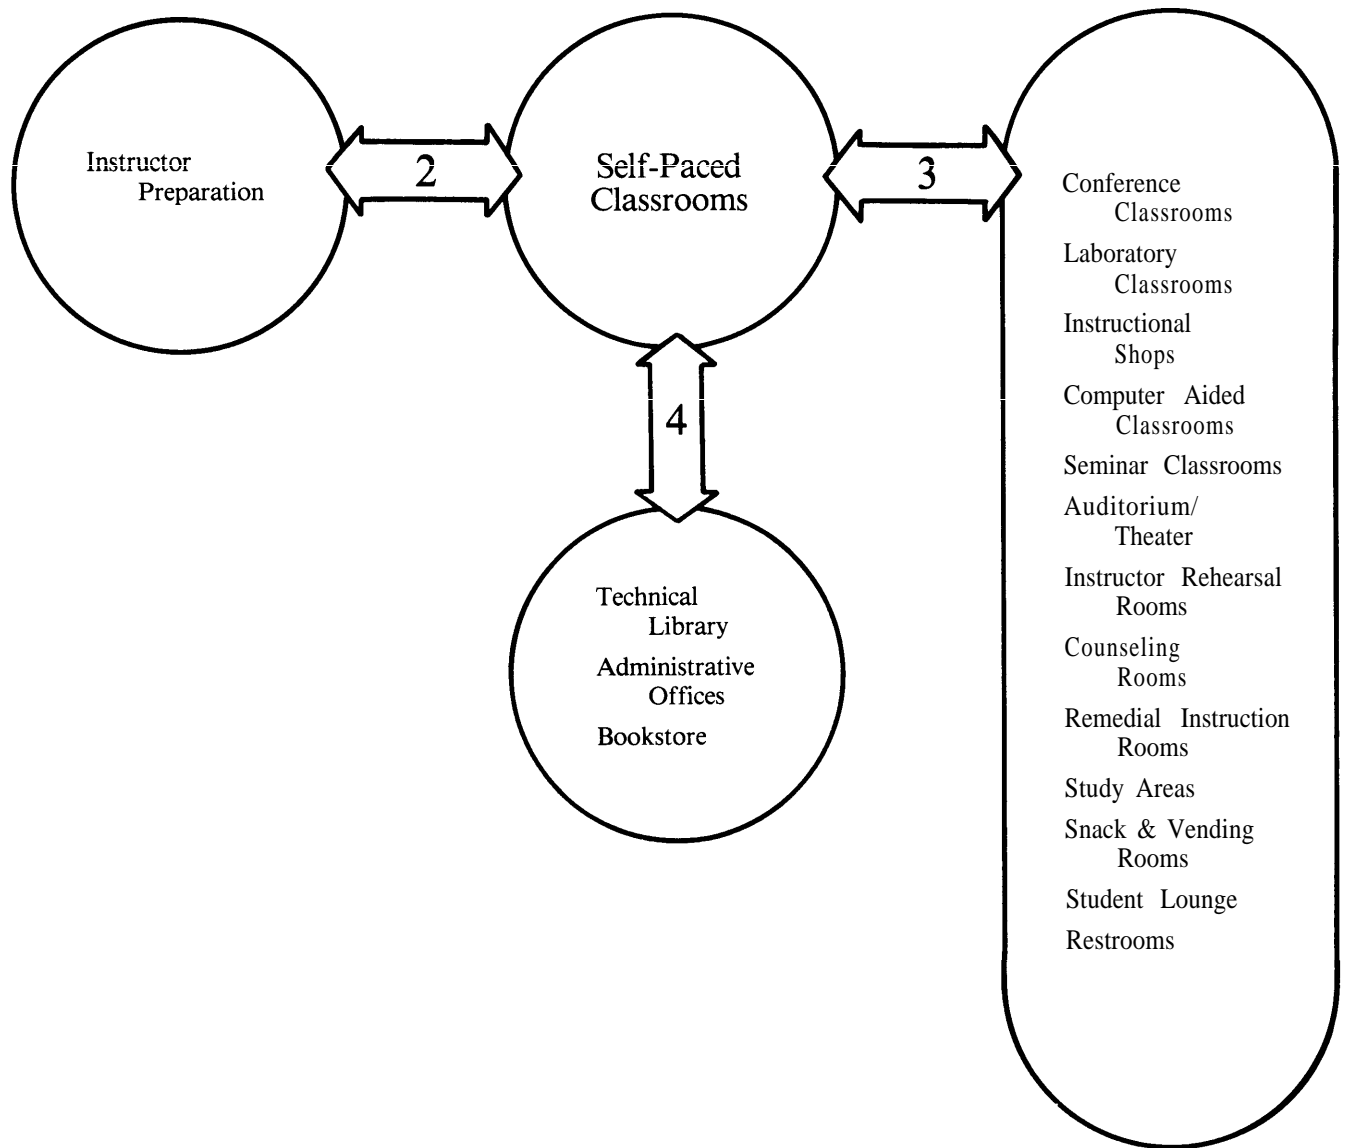 Instructor
Preparation
2
Self-Paced
Classrooms
3
Conference
Classrooms
Laboratory
Classrooms
Instructional
Shops
Computer Aided
Classrooms
Seminar Classrooms
Auditorium/
Theater
Instructor Rehearsal
Rooms
Counseling
Rooms
Remedial Instruction
Rooms
Study Areas
Snack & Vending
Rooms
Student Lounge
Restrooms
4
Technical
Library
Administrative
Offices
Bookstore